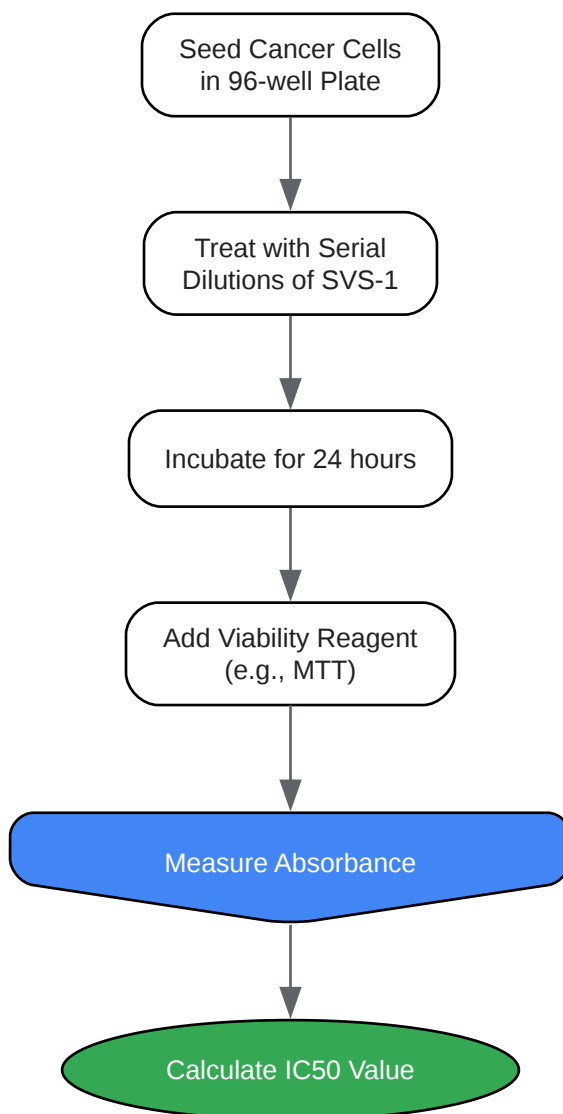 Seed Cancer Cells
in 96-well Plate
Treat with Serial
Dilutions of SVS-1
Incubate for 24 hours
Add Viability Reagent
(e.g., MTT)
Measure Absorbance
Calculate IC50 Value